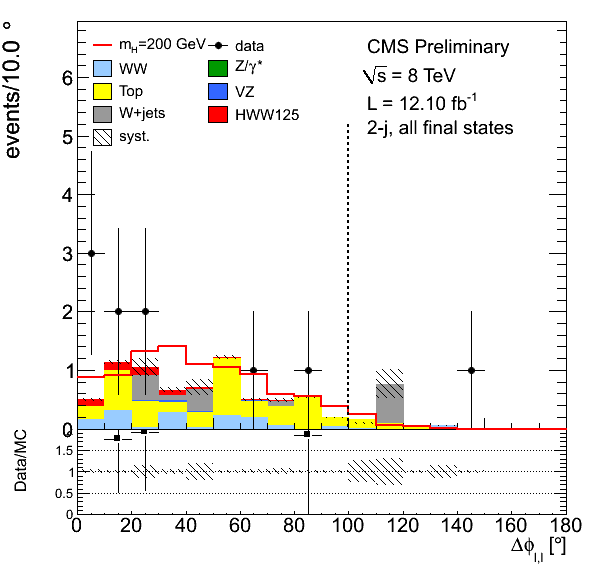 events/10.0 °
m_H=200 GeV
data
WW
Z/γ*
Top
VZ
W+jets
HWW125
syst.
CMS Preliminary
√s = 8 TeV
L = 12.10 fb⁻¹
2-j, all final states
6
5
4
3
2
1
0
Data/MC
2
1.5
1
0.5
0
0 20 40 60 80 100 120 140 160 180
Δϕ_l,l [°]